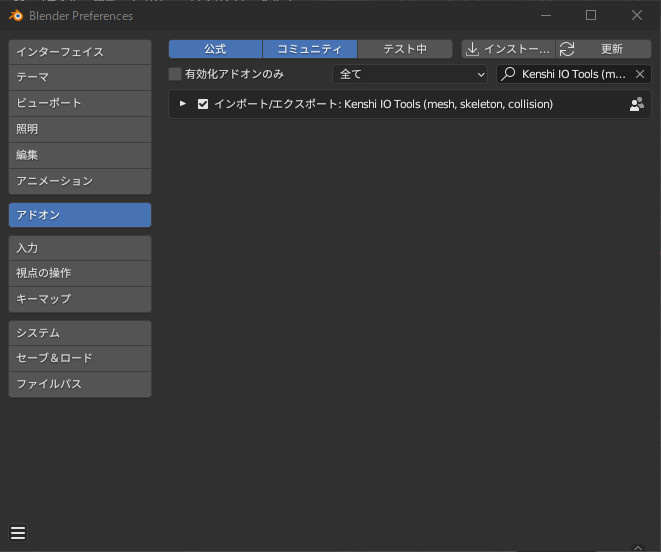 Blender Preferences
インターフェイス
テーマ
ビューポート
照明
編集
アニメーション
アドオン
入力
視点の操作
キーマップ
システム
セーブ＆ロード
ファイルパス
公式 コミュニティ テスト中 インストー... 更新
有効化アドオンのみ 全て Kenshi IO Tools (m...
インポート/エクスポート: Kenshi IO Tools (mesh, skeleton, collision)